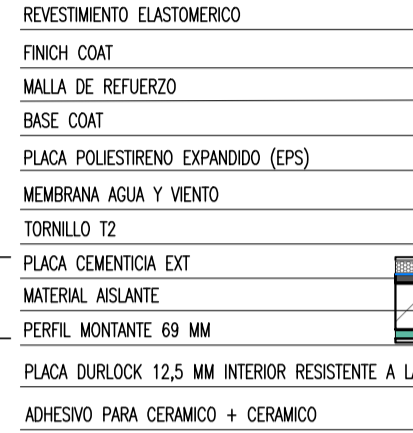 REVESTIMIENTO ELASTOMERICO
FINICH COAT
MALLA DE REFUERZO
BASE COAT
PLACA POLIESTIRENO EXPANDIDO (EPS)
MEMBRANA AGUA Y VIENTO
TORNILLO T2
PLACA CEMENTICIA EXT
MATERIAL AISLANTE
PERFIL MONTANTE 69 MM
PLACA DURLOCK 12,5 MM INTERIOR RESISTENTE A LA
ADHESIVO PARA CERAMICO + CERAMICO